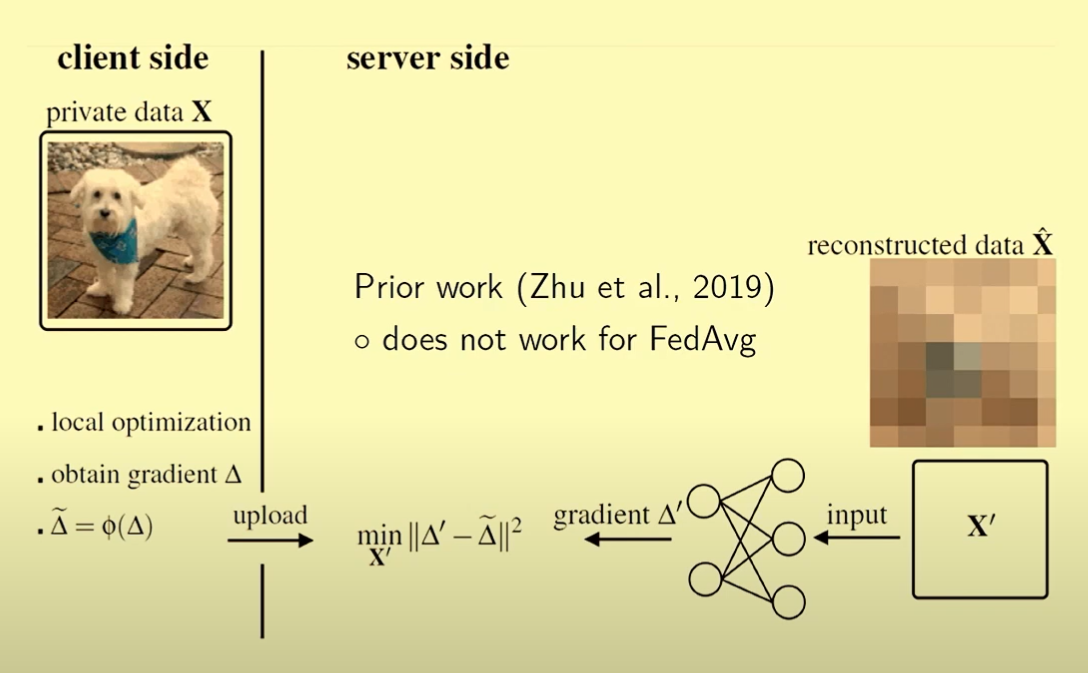 client side
server side
private data X
reconstructed data X̂
Prior work (Zhu et al., 2019)
○ does not work for FedAvg
. local optimization
. obtain gradient Δ
. Δ̃ = ϕ(Δ)
upload
min ||Δ′ − Δ̃||²
X′
gradient Δ′
input
X′